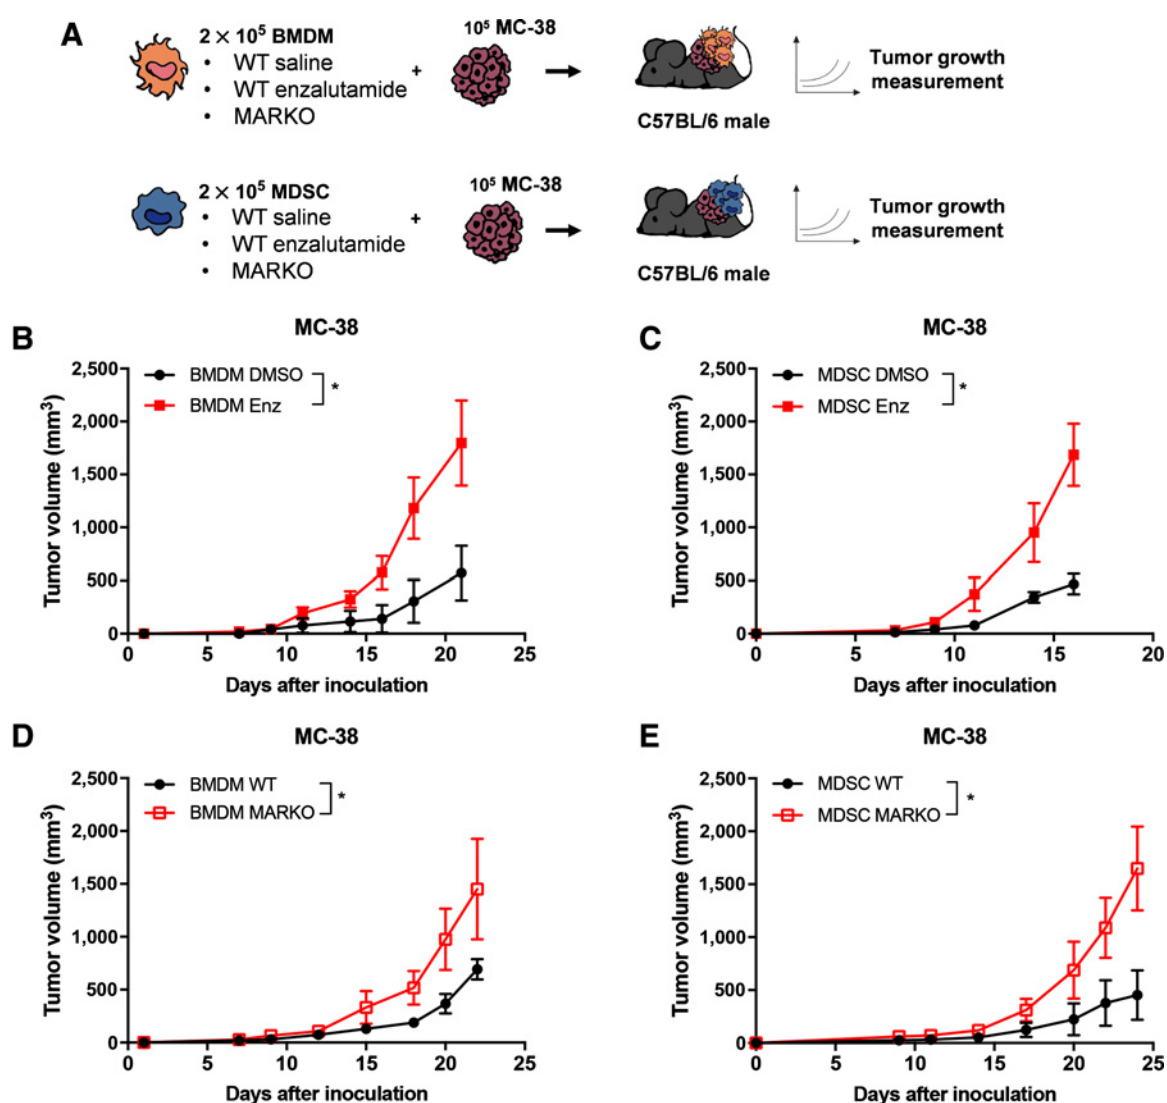 A
2 × 10⁵ BMDM
• WT saline
• WT enzalutamide
• MARKO
+
10⁵ MC-38
C57BL/6 male
Tumor growth
measurement
2 × 10⁵ MDSC
• WT saline
• WT enzalutamide
• MARKO
+
10⁵ MC-38
C57BL/6 male
Tumor growth
measurement
B
MC-38
BMDM DMSO
BMDM Enz
*
Tumor volume (mm³)
2,500
2,000
1,500
1,000
500
0
0 5 10 15 20 25
Days after inoculation
C
MC-38
MDSC DMSO
MDSC Enz
*
Tumor volume (mm³)
2,500
2,000
1,500
1,000
500
0
0 5 10 15 20
Days after inoculation
D
MC-38
BMDM WT
BMDM MARKO
*
Tumor volume (mm³)
2,500
2,000
1,500
1,000
500
0
0 5 10 15 20 25
Days after inoculation
E
MC-38
MDSC WT
MDSC MARKO
*
Tumor volume (mm³)
2,500
2,000
1,500
1,000
500
0
0 5 10 15 20 25
Days after inoculation